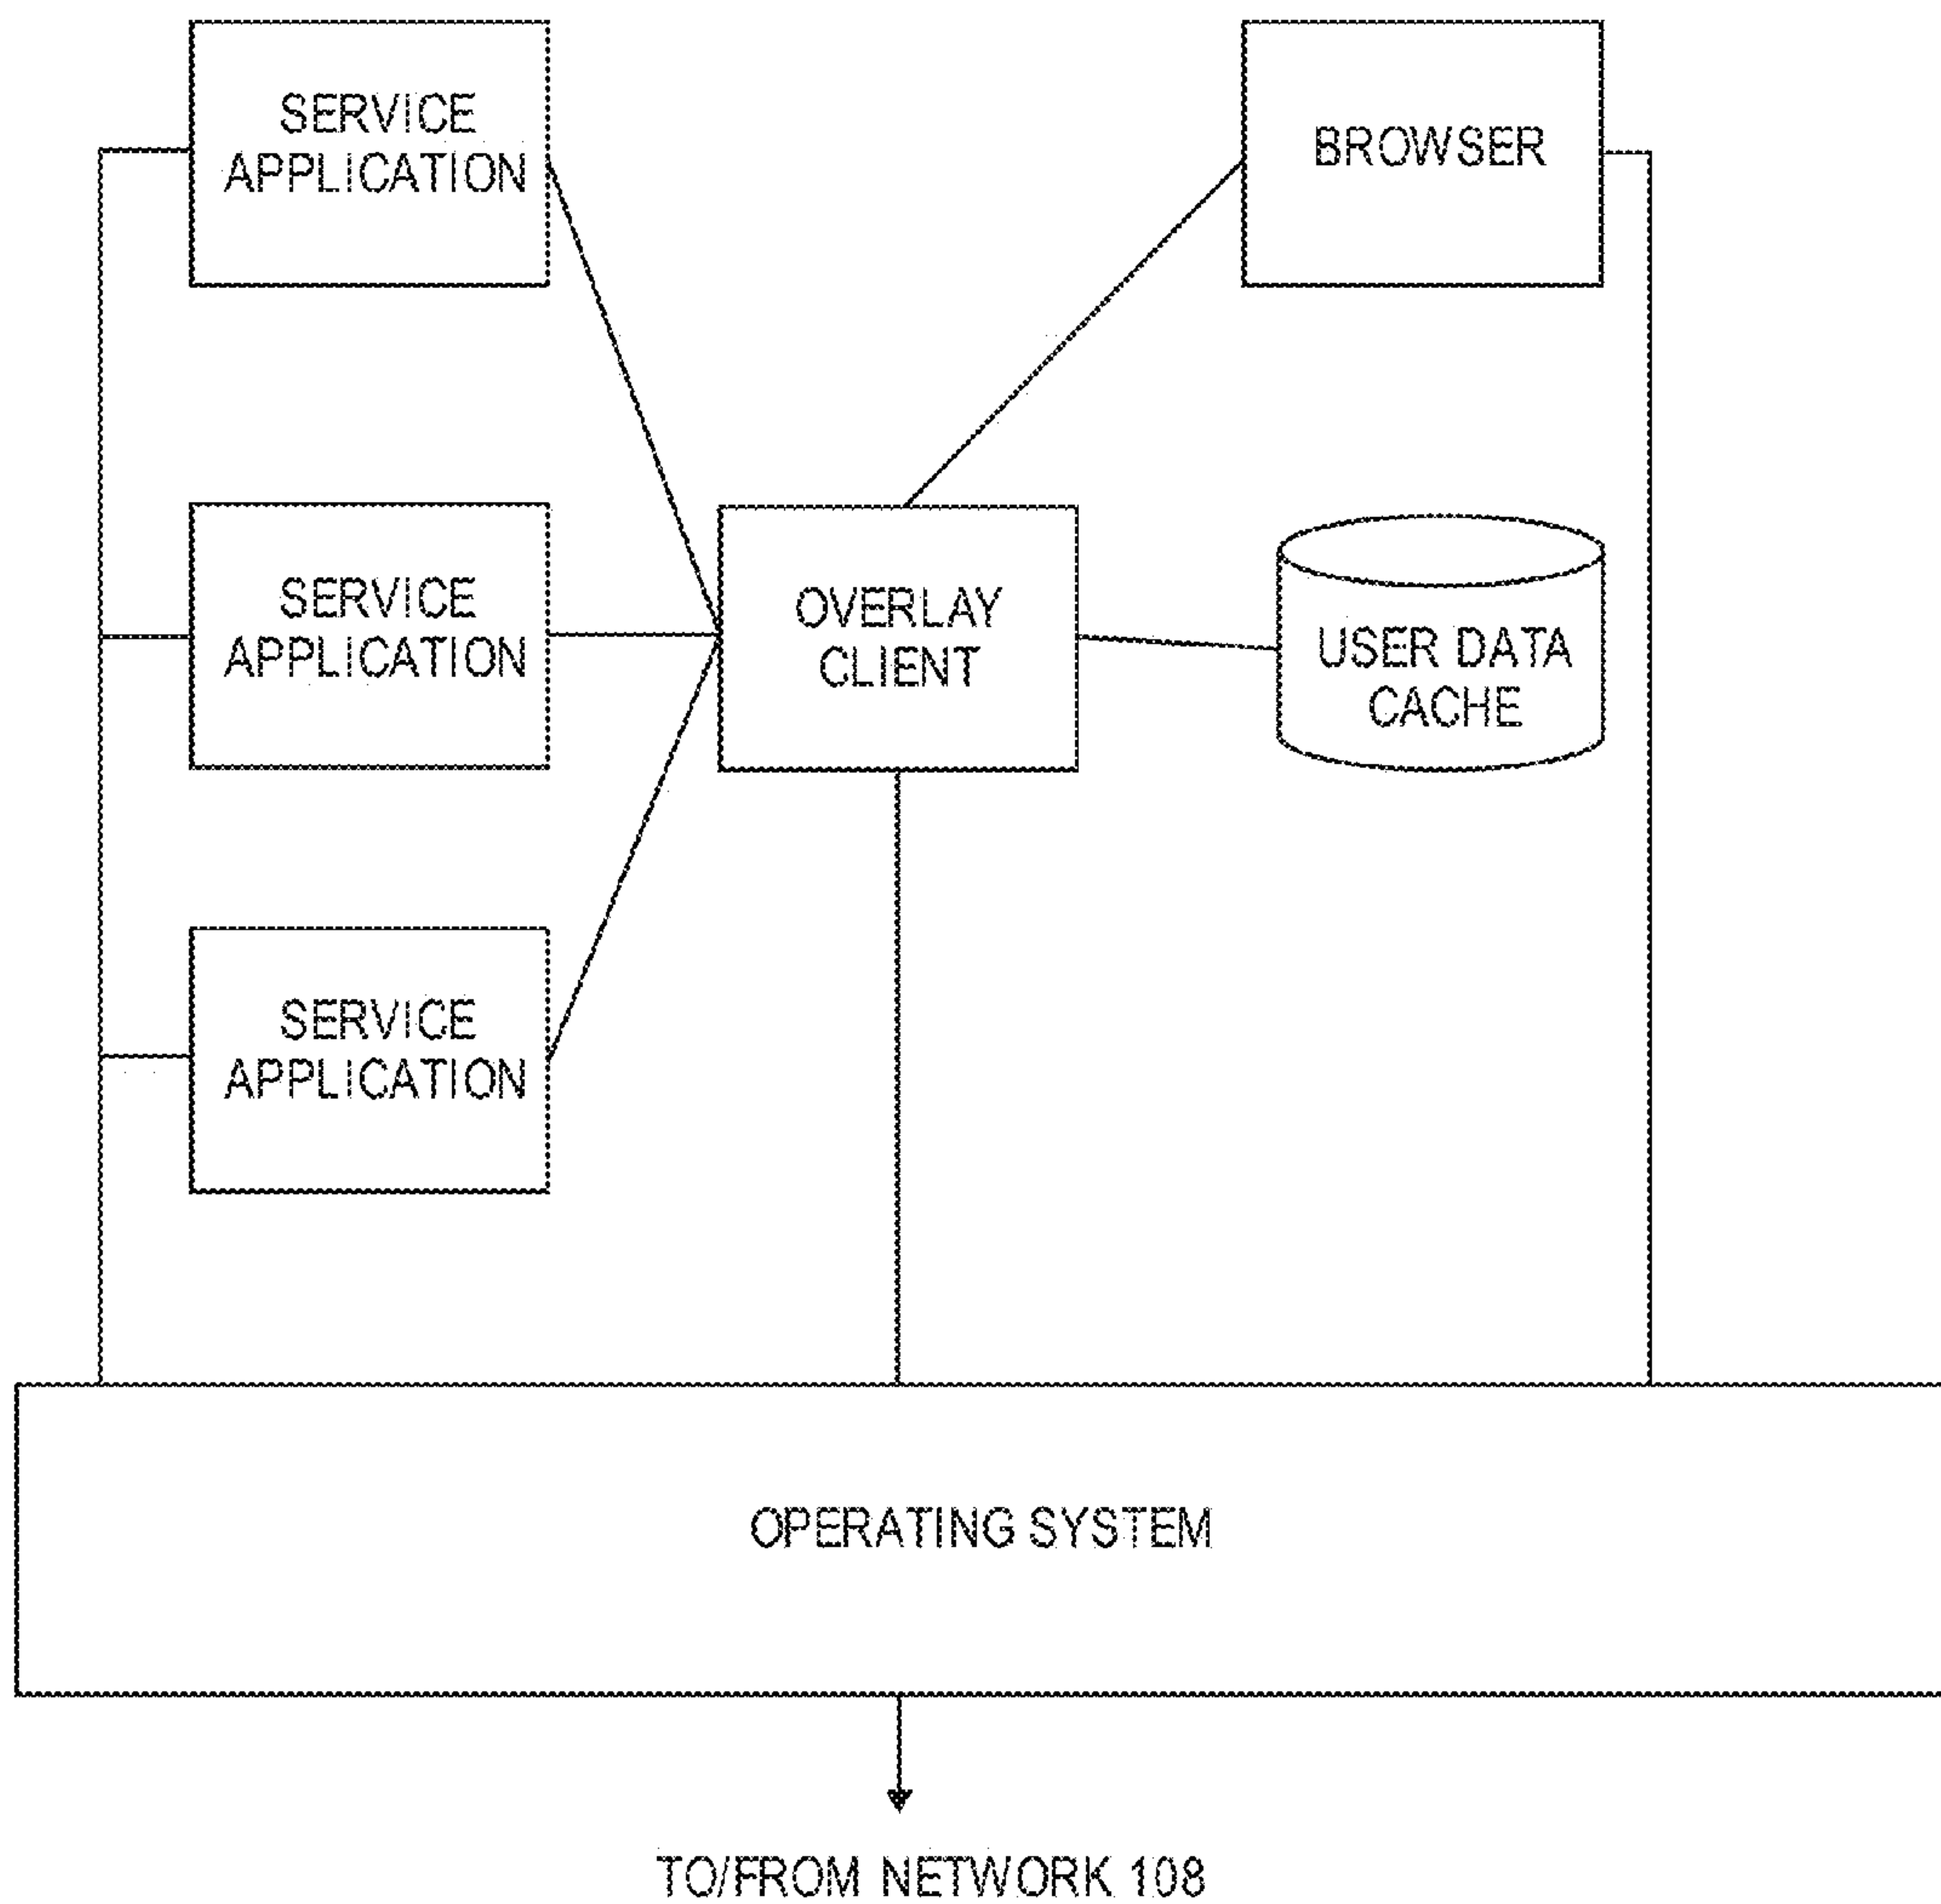 SERVICE
APPLICATION
BROWSER
SERVICE
APPLICATION
OVERLAY
CLIENT
USER DATA
CACHE
SERVICE
APPLICATION
OPERATING SYSTEM
TO/FROM NETWORK 108